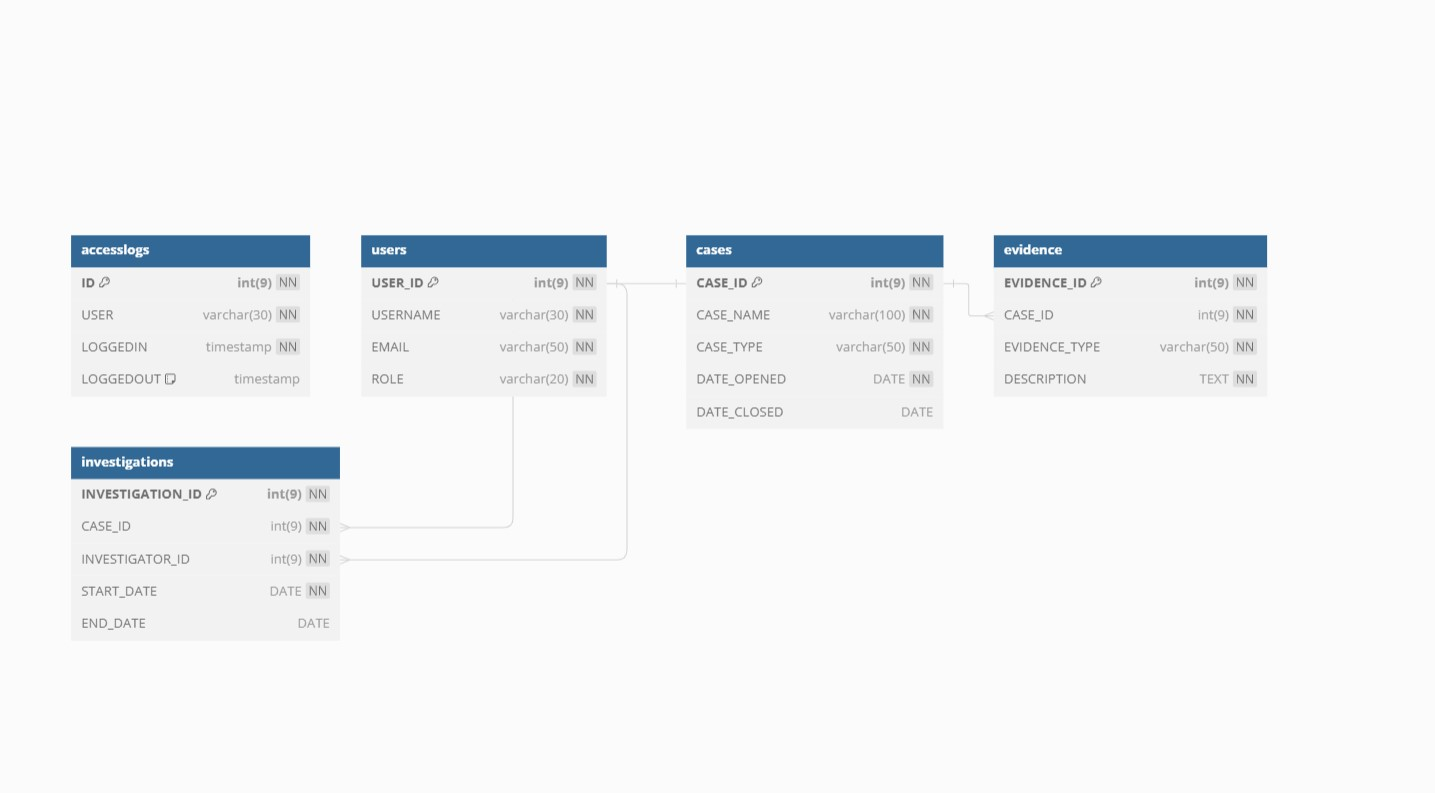 accesslogs
ID int(9) NN
USER varchar(30) NN
LOGGEDIN timestamp NN
LOGGEDOUT timestamp
users
USER_ID int(9) NN
USERNAME varchar(30) NN
EMAIL varchar(50) NN
ROLE varchar(20) NN
cases
CASE_ID int(9) NN
CASE_NAME varchar(100) NN
CASE_TYPE varchar(50) NN
DATE_OPENED DATE NN
DATE_CLOSED DATE
evidence
EVIDENCE_ID int(9) NN
CASE_ID int(9) NN
EVIDENCE_TYPE varchar(50) NN
DESCRIPTION TEXT NN
investigations
INVESTIGATION_ID int(9) NN
CASE_ID int(9) NN
INVESTIGATOR_ID int(9) NN
START_DATE DATE NN
END_DATE DATE